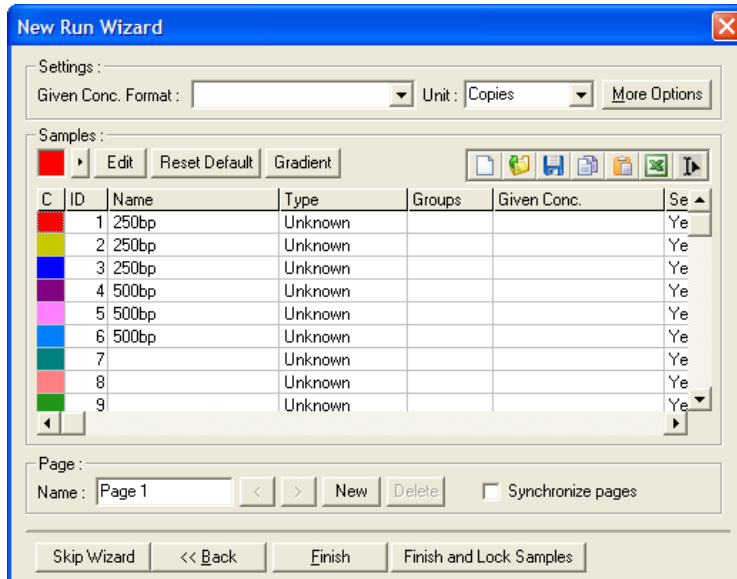 New Run Wizard
Settings :
Given Conc. Format : Unit : Copies More Options
Samples :
Edit Reset Default Gradient
C ID Name Type Groups Given Conc. Se
1 250bp Unknown Ye
2 250bp Unknown Ye
3 250bp Unknown Ye
4 500bp Unknown Ye
5 500bp Unknown Ye
6 500bp Unknown Ye
7 Unknown Ye
8 Unknown Ye
9 Unknown Ye
Page :
Name : Page 1 < > New Delete Synchronize pages
Skip Wizard << Back Finish Finish and Lock Samples